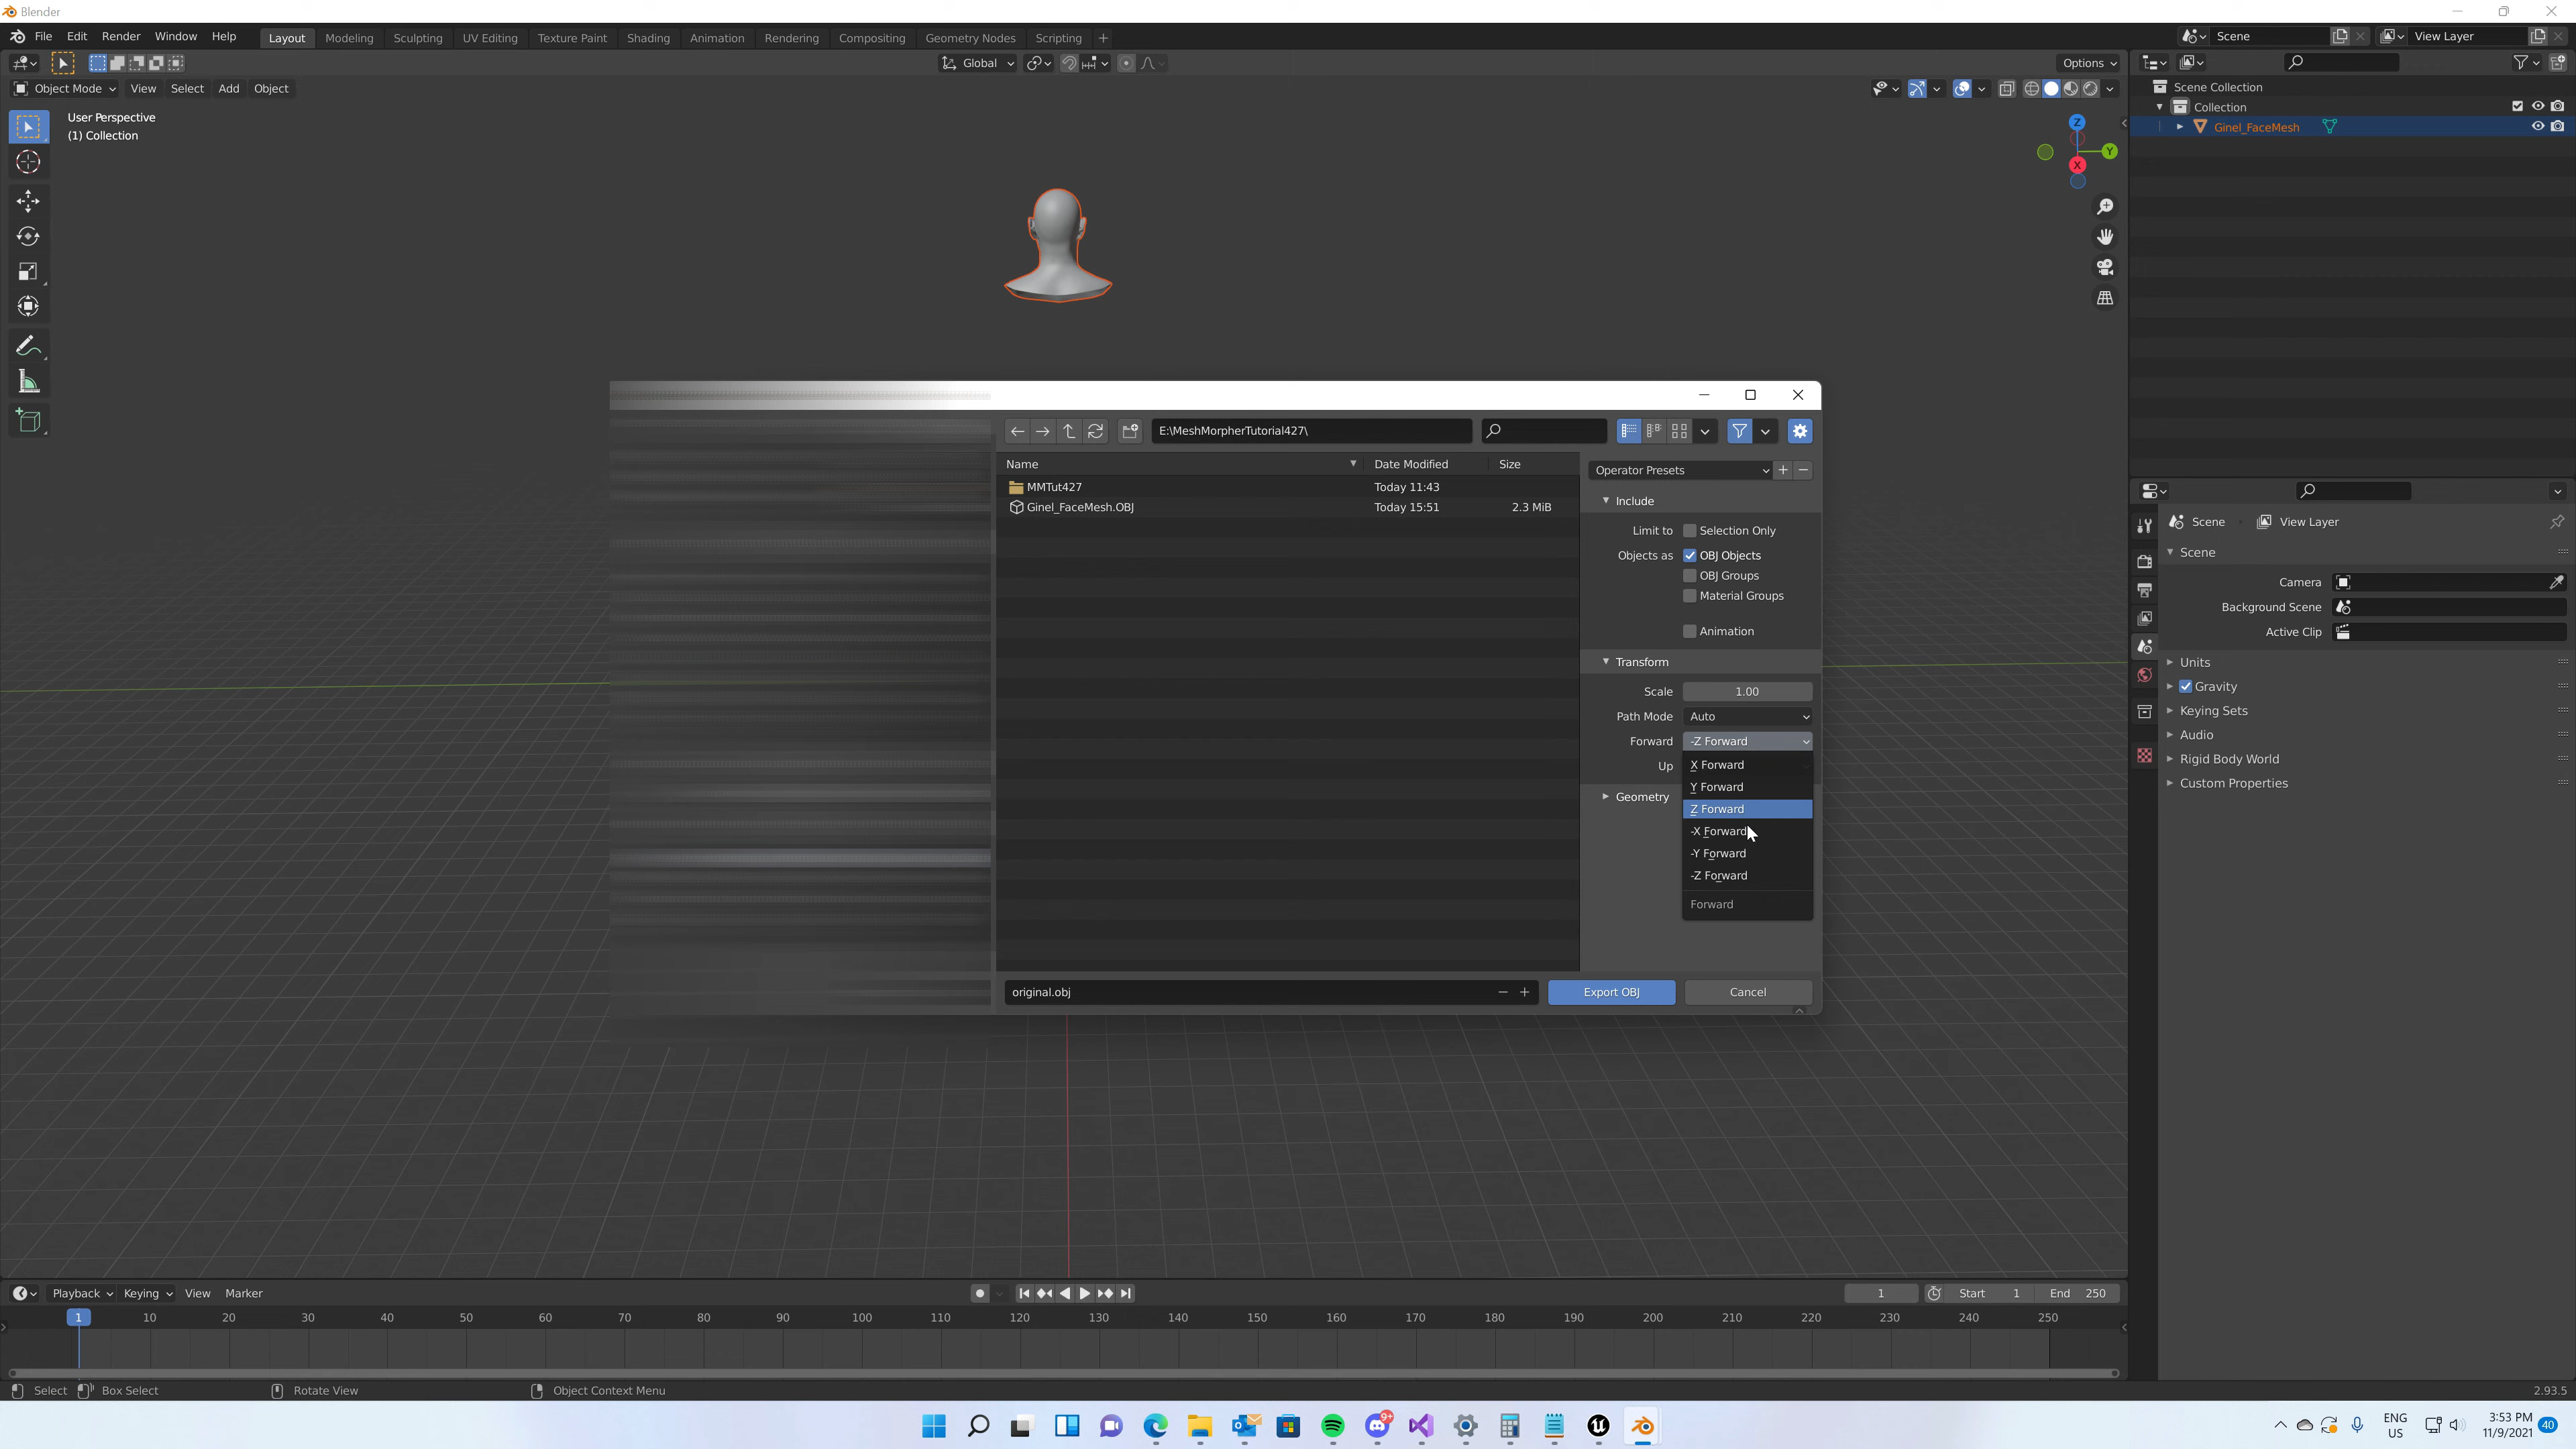 Blender
File Edit Render Window Help Layout Modeling Sculpting UV Editing Texture Paint Shading Animation Rendering Compositing Geometry Nodes Scripting + Scene View Layer
Global Options
Object Mode View Select Add Object
User Perspective
(1) Collection
Z
Y
X
Scene Collection
Collection
Ginel_FaceMesh
E:\MeshMorpherTutorial427\
Name Date Modified Size
MMTut427 Today 11:43
Ginel_FaceMesh.OBJ Today 15:51 2.3 MiB
Operator Presets
Include
Limit to Selection Only
Objects as OBJ Objects
OBJ Groups
Material Groups
Animation
Transform
Scale 1.00
Path Mode Auto
Forward -Z Forward
Up
X Forward
Y Forward
Z Forward
-X Forward
-Y Forward
-Z Forward
Forward
Geometry
original.obj
Export OBJ Cancel
Scene View Layer
Scene
Camera
Background Scene
Active Clip
Units
Gravity
Keying Sets
Audio
Rigid Body World
Custom Properties
Playback Keying View Marker 1 Start 1 End 250
1 10 20 30 40 50 60 70 80 90 100 110 120 130 140 150 160 170 180 190 200 210 220 230 240 250
Select Box Select Rotate View Object Context Menu 2.93.5
9+
ENG
US
3:53 PM
11/9/2021
40